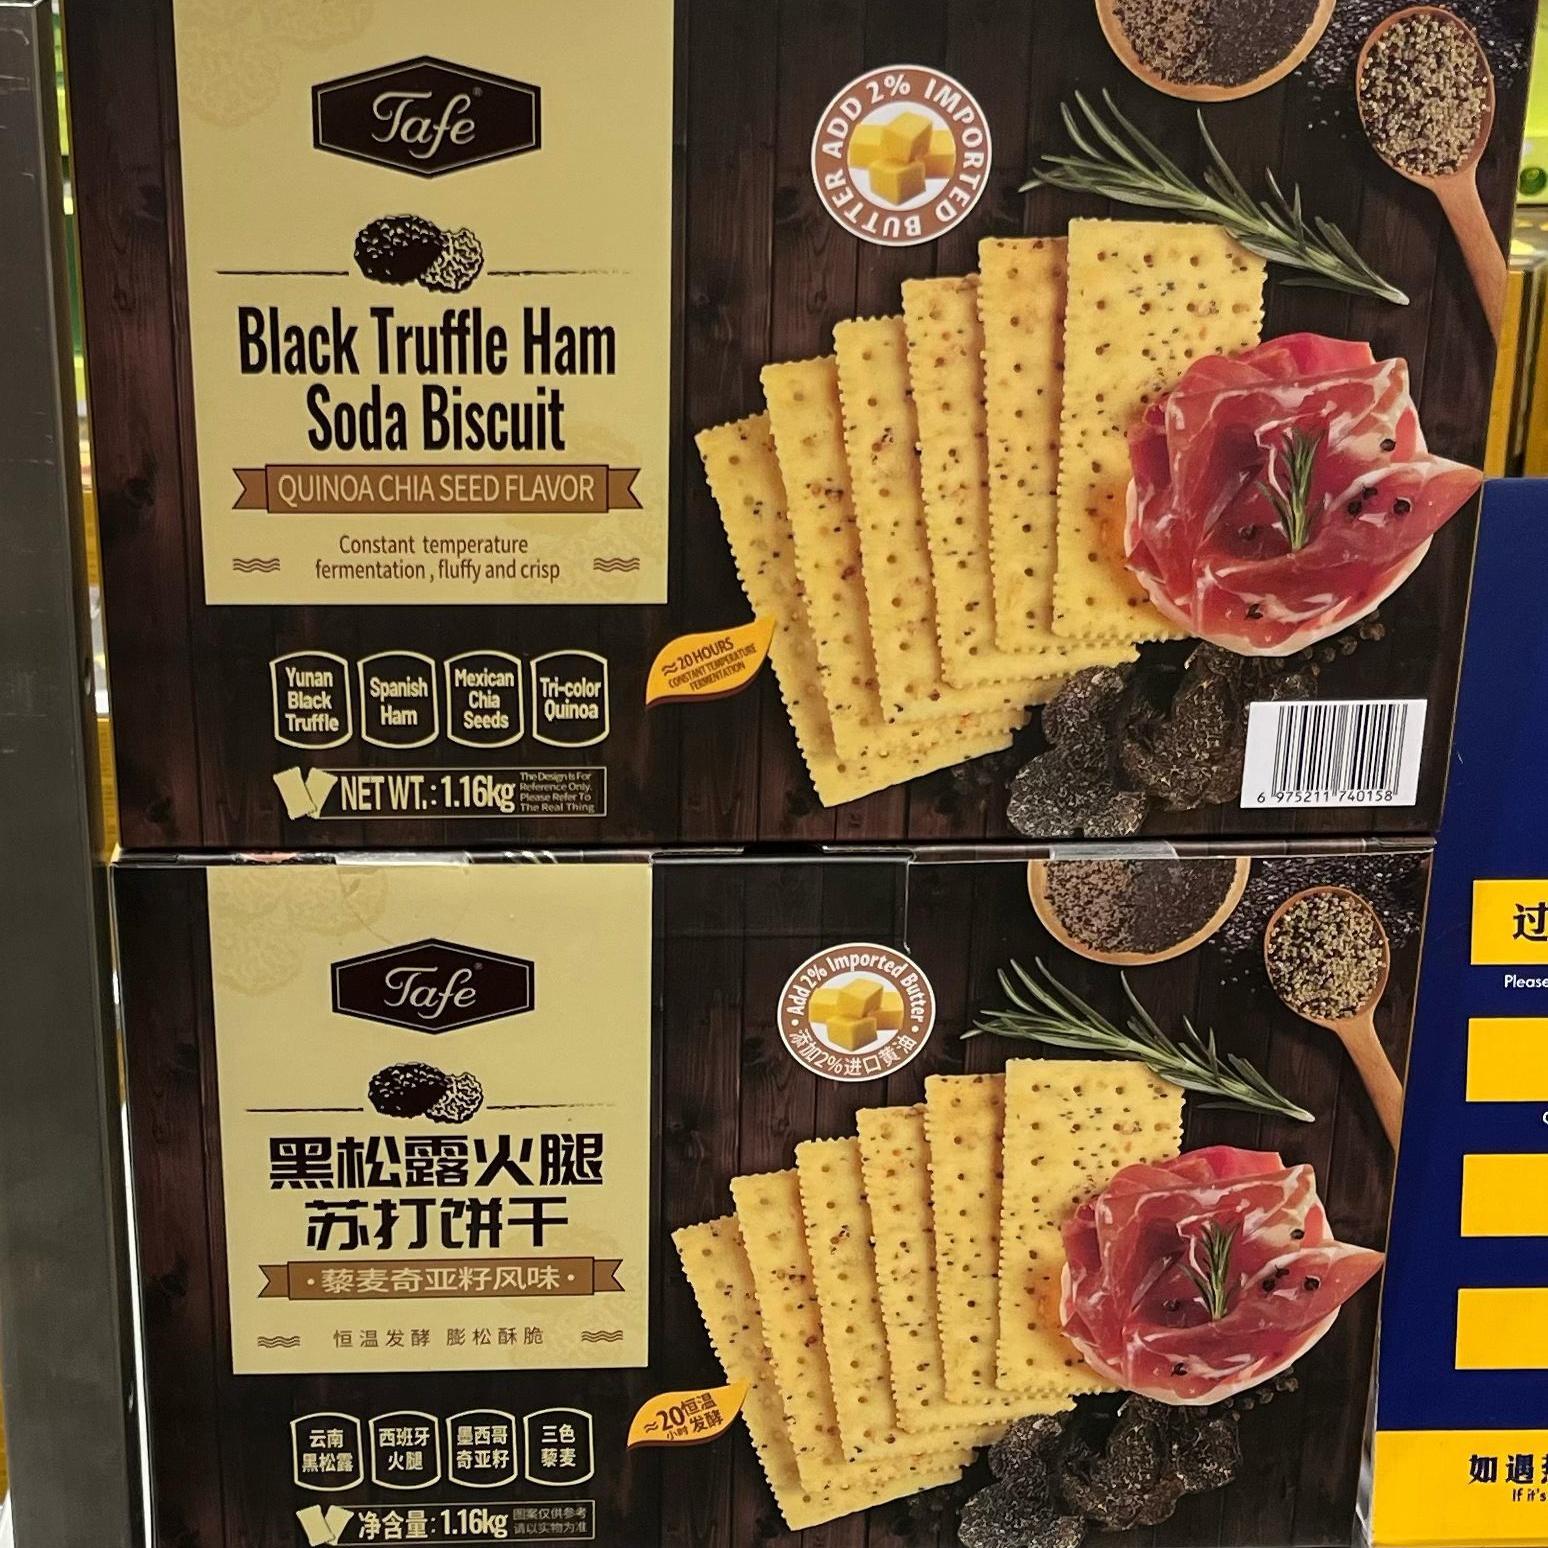 Tafe®
ADD 2% IMPORTED BUTTER
Black Truffle Ham
Soda Biscuit
QUINOA CHIA SEED FLAVOR
Constant temperature
fermentation , fluffy and crisp
≈20 HOURS
CONSTANT TEMPERATURE
FERMENTATION
Yunan
Black
Truffle
Spanish
Ham
Mexican
Chia
Seeds
Tri-color
Quinoa
NET WT.: 1.16kg
The Design Is For
Reference Only.
Please Refer To
The Real Thing
6 975211 740158
Tafe®
Add 2% Imported Butter
添加2%进口黄油
黑松露火腿
苏打饼干
·藜麦奇亚籽风味·
恒温发酵 膨松酥脆
≈20小时恒温发酵
云南
黑松露
西班牙
火腿
墨西哥
奇亚籽
三色
藜麦
净含量: 1.16kg
图案仅供参考
请以实物为准
过
Please
如遇
If it's